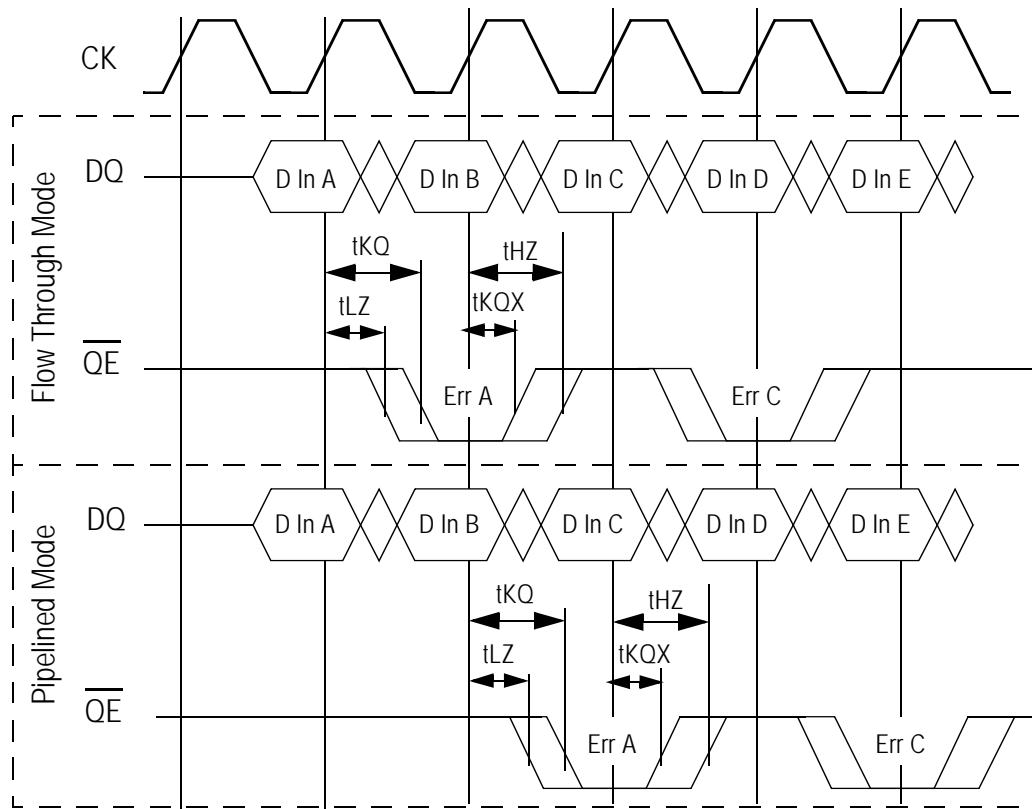 CK
Flow Through Mode
DQ
D In A D In B D In C D In D D In E
tKQ tHZ
tLZ tKQX
QE
Err A Err C
Pipelined Mode
DQ
D In A D In B D In C D In D D In E
tKQ tHZ
tLZ tKQX
QE
Err A Err C